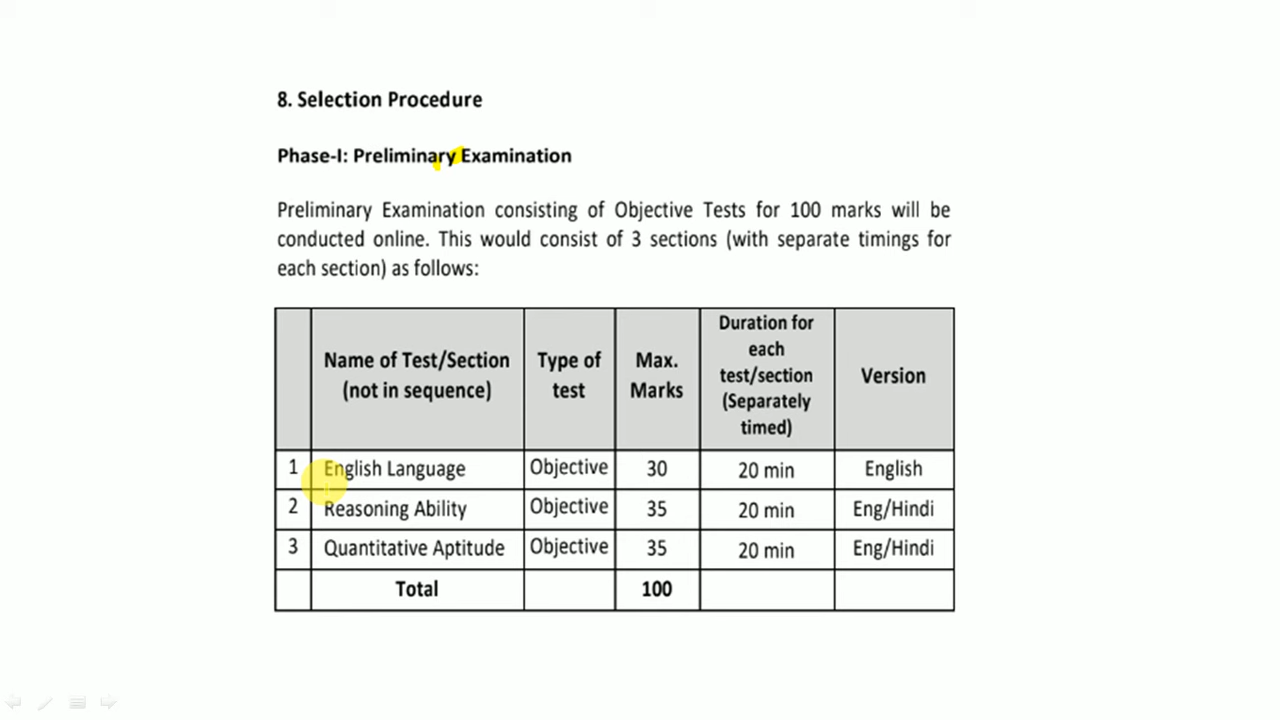 8. Selection Procedure
Phase-I: Preliminary Examination
Preliminary Examination consisting of Objective Tests for 100 marks will be
conducted online. This would consist of 3 sections (with separate timings for
each section) as follows:
Name of Test/Section (not in sequence) Type of test Max. Marks Duration for each test/section (Separately timed) Version
1 English Language Objective 30 20 min English
2 Reasoning Ability Objective 35 20 min Eng/Hindi
3 Quantitative Aptitude Objective 35 20 min Eng/Hindi
Total 100